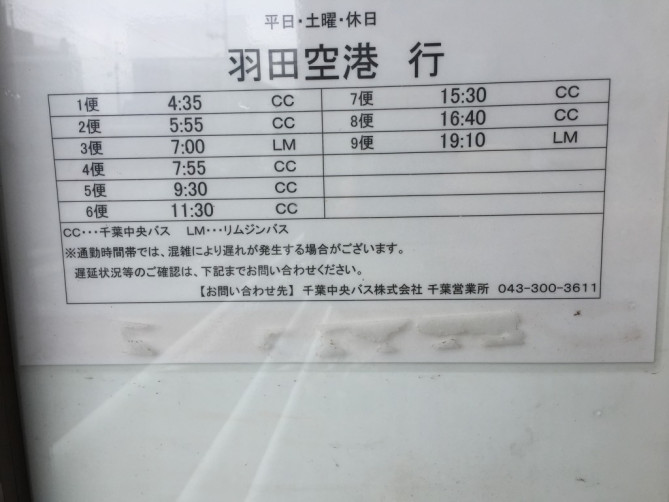 平日・土曜・休日
羽田空港 行
1便 4:35 CC 7便 15:30 CC
2便 5:55 CC 8便 16:40 CC
3便 7:00 LM 9便 19:10 LM
4便 7:55 CC
5便 9:30 CC
6便 11:30 CC
CC・・・千葉中央バス LM・・・リムジンバス
※通勤時間帯では、混雑により遅れが発生する場合がございます。
遅延状況等のご確認は、下記までお問い合わせください。
【お問い合わせ先】 千葉中央バス株式会社 千葉営業所 043-300-3611